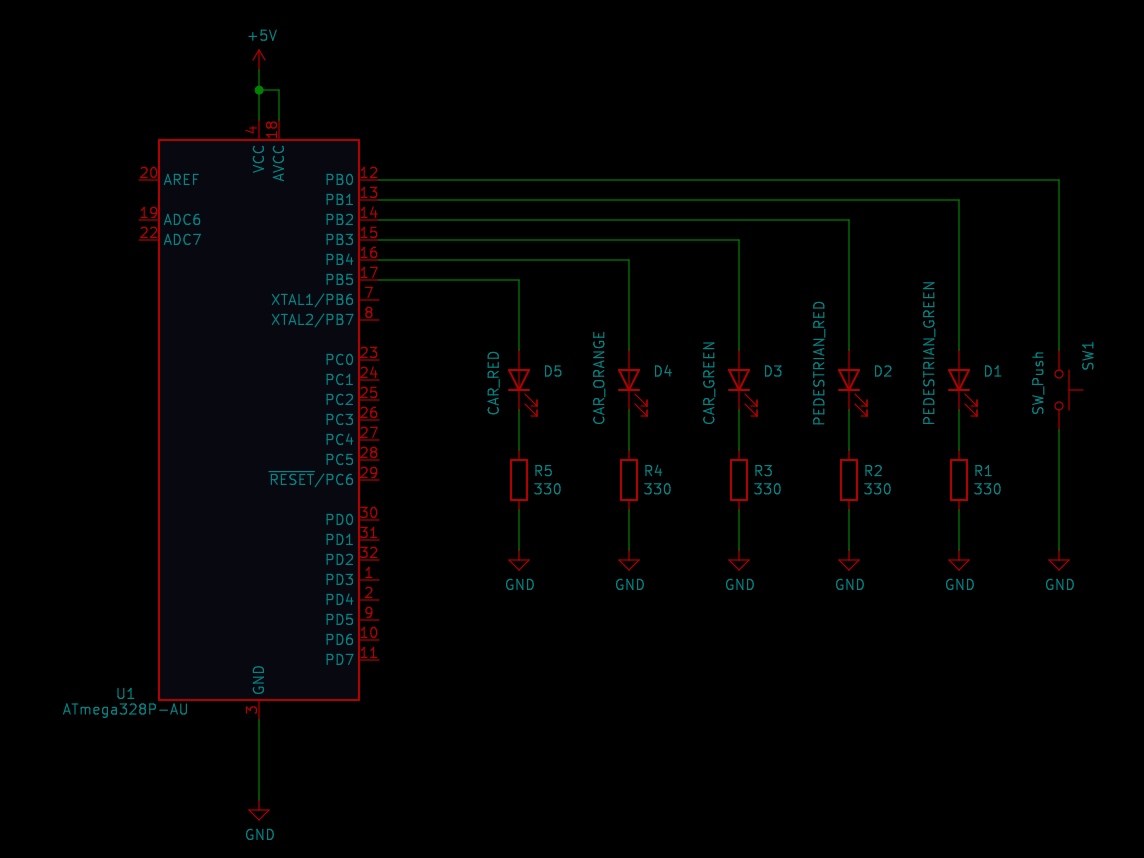 +5V
4
18
VCC
AVCC
20 AREF
19 ADC6
22 ADC7
PB0 12
PB1 13
PB2 14
PB3 15
PB4 16
PB5 17
XTAL1/PB6 7
XTAL2/PB7 8
PC0 23
PC1 24
PC2 25
PC3 26
PC4 27
PC5 28
RESET/PC6 29
PD0 30
PD1 31
PD2 32
PD3 1
PD4 2
PD5 9
PD6 10
PD7 11
GND
3
U1
ATmega328P-AU
GND
CAR_RED
D5
R5
330
GND
CAR_ORANGE
D4
R4
330
GND
CAR_GREEN
D3
R3
330
GND
PEDESTRIAN_RED
D2
R2
330
GND
PEDESTRIAN_GREEN
D1
R1
330
GND
SW_Push
SW1
GND